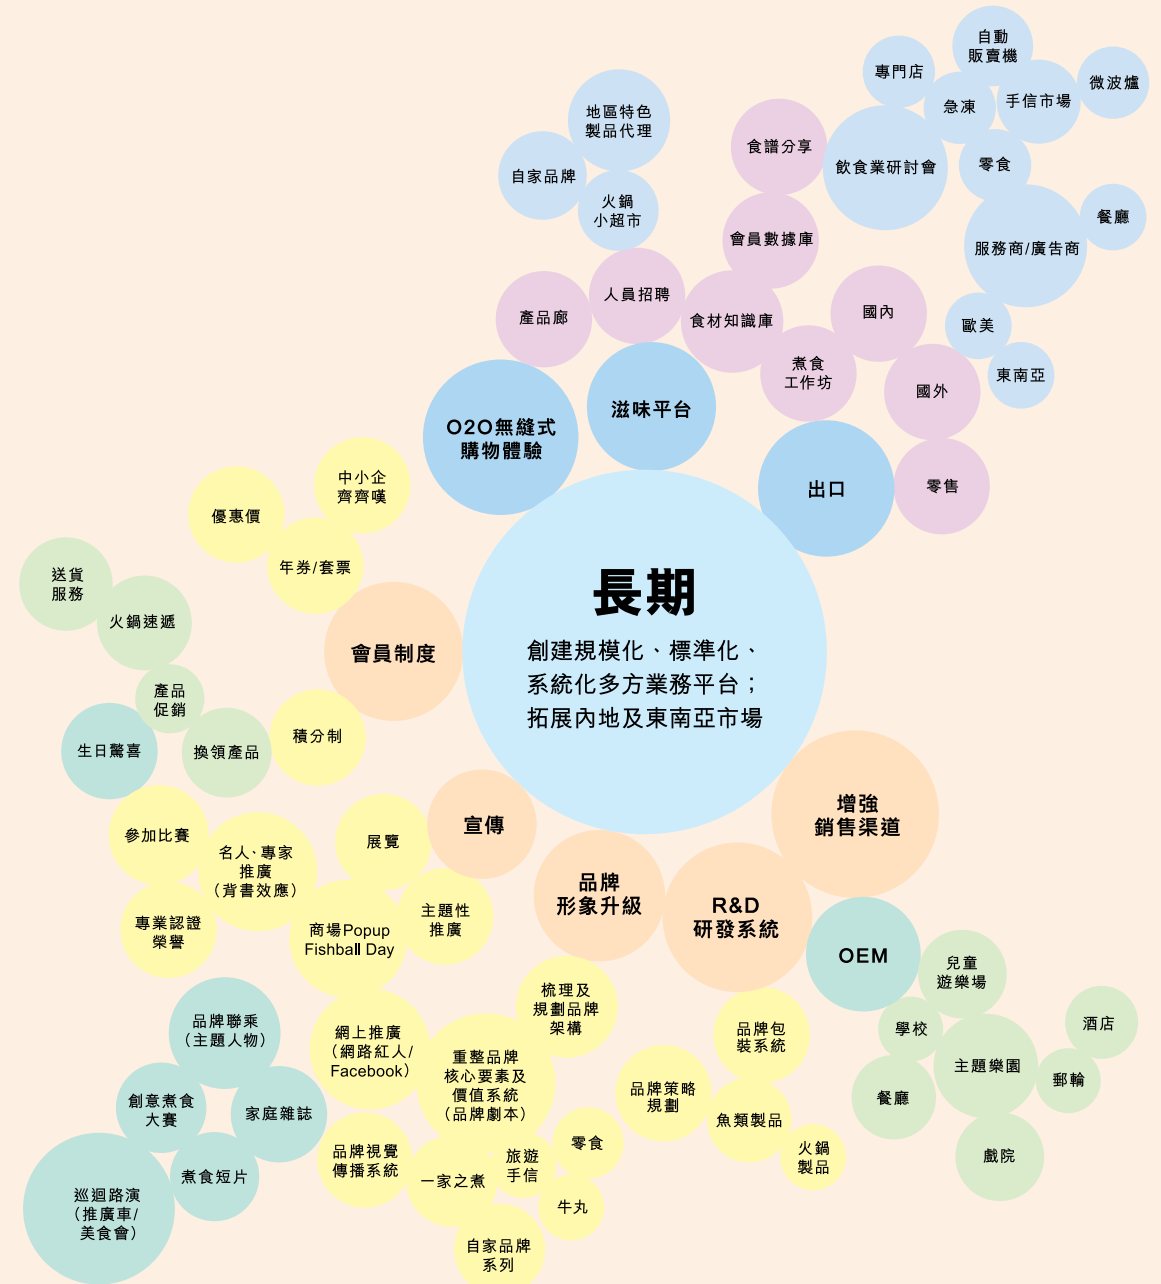 自動
販賣機
專門店
微波爐
急凍
手信市場
地區特色
製品代理
食譜分享
飲食業研討會
零食
自家品牌
火鍋
小超市
餐廳
會員數據庫
服務商/廣告商
人員招聘
產品廊
食材知識庫
國內
歐美
煮食
工作坊
東南亞
國外
滋味平台
O2O無縫式
購物體驗
出口
零售
中小企
齊齊嘆
優惠價
年券/套票
送貨
服務
火鍋速遞
長期
創建規模化、標準化、
系統化多方業務平台；
拓展內地及東南亞市場
會員制度
產品
促銷
生日驚喜
換領產品
積分制
參加比賽
名人、專家
推廣
（背書效應）
展覽
宣傳
增強
銷售渠道
品牌
形象升級
R&D
研發系統
專業認證
榮譽
商場Popup
Fishball Day
主題性
推廣
OEM
兒童
遊樂場
梳理及
規劃品牌
架構
品牌聯乘
（主題人物）
網上推廣
（網路紅人/
Facebook）
重整品牌
核心要素及
價值系統
（品牌劇本）
品牌包
裝系統
學校
酒店
主題樂園
郵輪
創意煮食
大賽
家庭雜誌
品牌策略
規劃
魚類製品
餐廳
品牌視覺
傳播系統
零食
火鍋
製品
戲院
巡迴路演
（推廣車/
美食會）
煮食短片
一家之煮
旅遊
手信
牛丸
自家品牌
系列